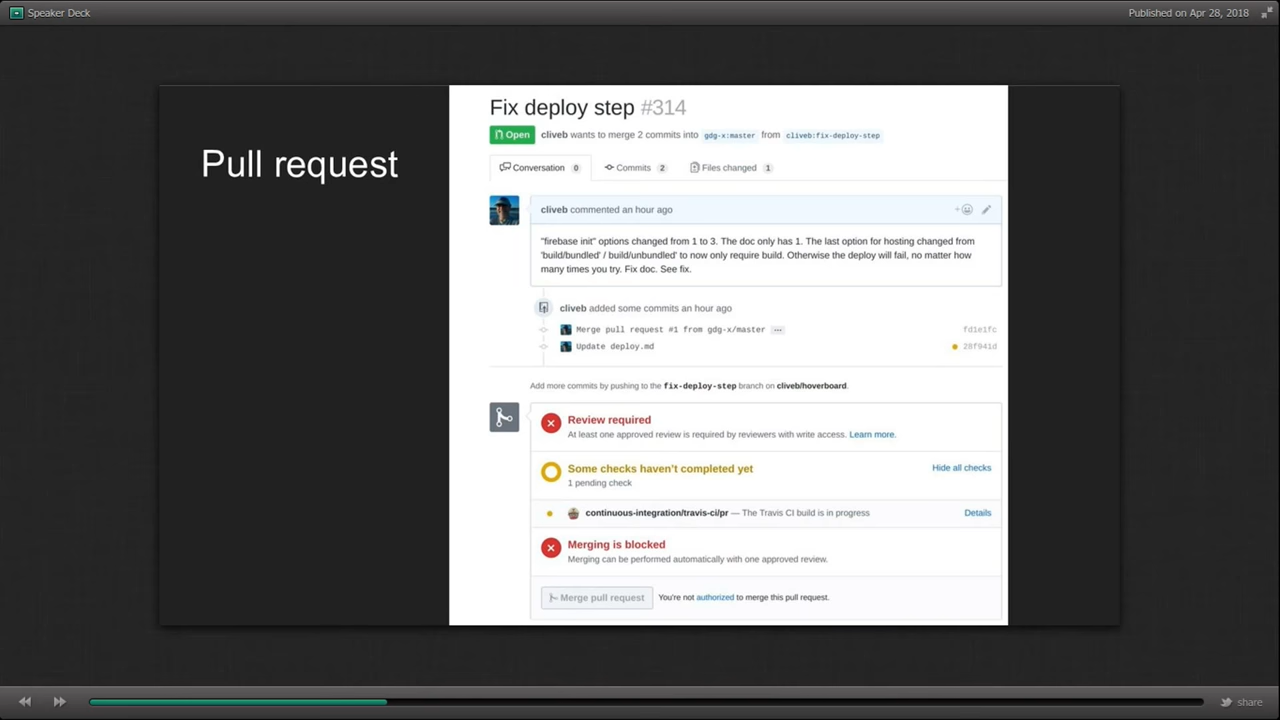 Speaker Deck
Published on Apr 28, 2018
Pull request
Fix deploy step #314
Open
cliveb wants to merge 2 commits into gdg-x:master from cliveb:fix-deploy-step
Conversation 0
Commits 2
Files changed 1
cliveb commented an hour ago
"firebase init" options changed from 1 to 3. The doc only has 1. The last option for hosting changed from
'build/bundled' / build/unbundled' to now only require build. Otherwise the deploy will fail, no matter how
many times you try. Fix doc. See fix.
cliveb added some commits an hour ago
Merge pull request #1 from gdg-x/master ...
fd1e1fc
Update deploy.md
28f941d
Add more commits by pushing to the fix-deploy-step branch on cliveb/hoverboard.
Review required
At least one approved review is required by reviewers with write access. Learn more.
Some checks haven't completed yet
Hide all checks
1 pending check
continuous-integration/travis-ci/pr — The Travis CI build is in progress
Details
Merging is blocked
Merging can be performed automatically with one approved review.
Merge pull request
You're not authorized to merge this pull request.
share